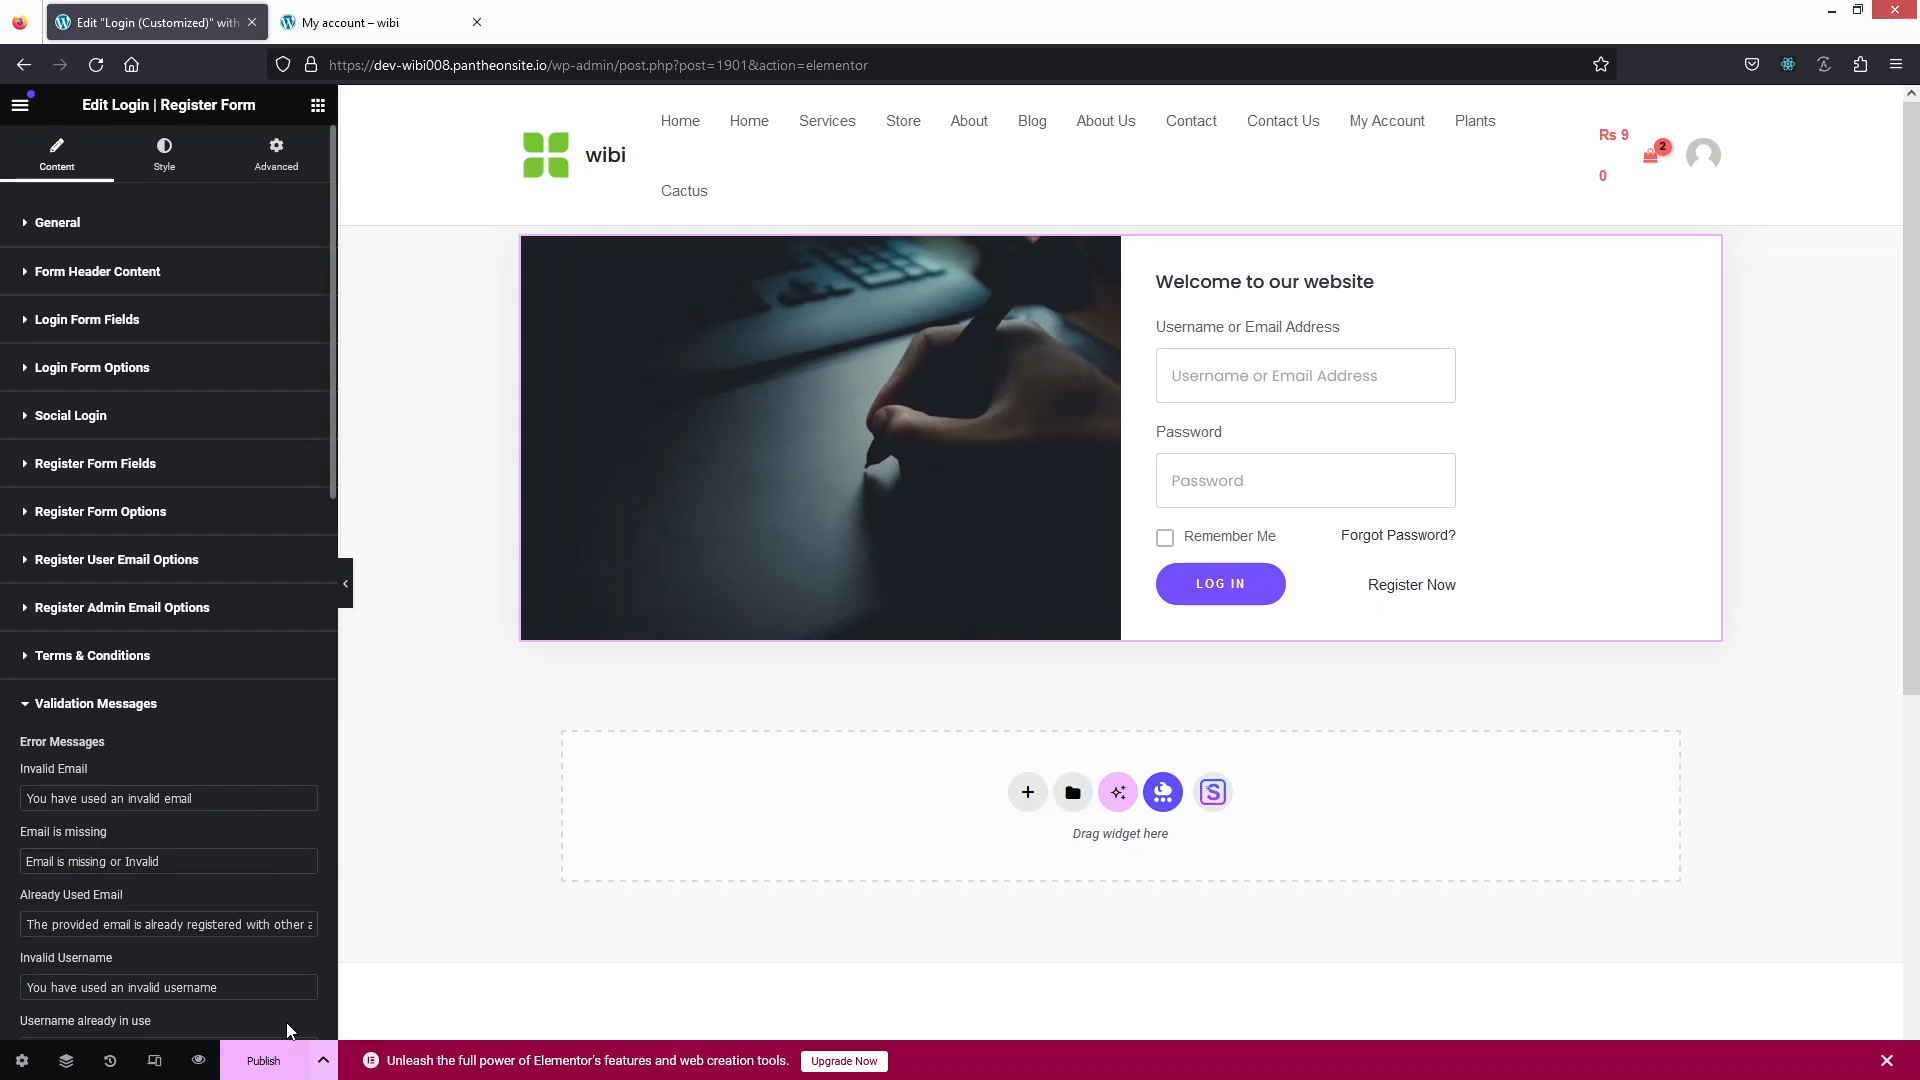 Edit "Login (Customized)" with
My account – wibi
https://dev-wibi008.pantheonsite.io/wp-admin/post.php?post=1901&action=elementor
Edit Login | Register Form
Content
Style
Advanced
General
Form Header Content
Login Form Fields
Login Form Options
Social Login
Register Form Fields
Register Form Options
Register User Email Options
Register Admin Email Options
Terms & Conditions
Validation Messages
Error Messages
Invalid Email
You have used an invalid email
Email is missing
Email is missing or Invalid
Already Used Email
The provided email is already registered with other
Invalid Username
You have used an invalid username
Username already in use
Publish
wibi
Home
Home
Services
Store
About
Blog
About Us
Contact
Contact Us
My Account
Plants
Cactus
Rs 9
0
2
Welcome to our website
Username or Email Address
Username or Email Address
Password
Password
Remember Me
Forgot Password?
LOG IN
Register Now
Drag widget here
Unleash the full power of Elementor's features and web creation tools.
Upgrade Now